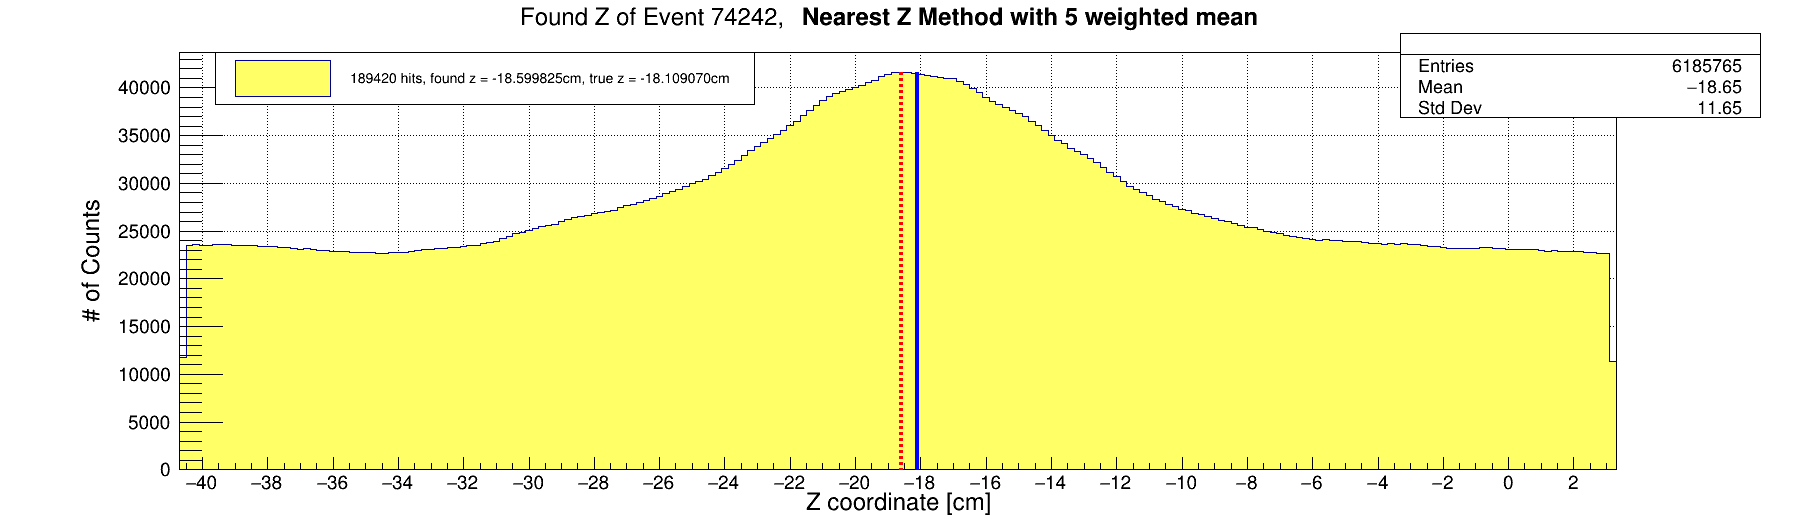 Found Z of Event 74242, Nearest Z Method with 5 weighted mean
189420 hits, found z = -18.599825cm, true z = -18.109070cm
Entries 6185765
Mean −18.65
Std Dev 11.65
# of Counts
40000
35000
30000
25000
20000
15000
10000
5000
0
−40 −38 −36 −34 −32 −30 −28 −26 −24 −22 −20 −18 −16 −14 −12 −10 −8 −6 −4 −2 0 2
Z coordinate [cm]